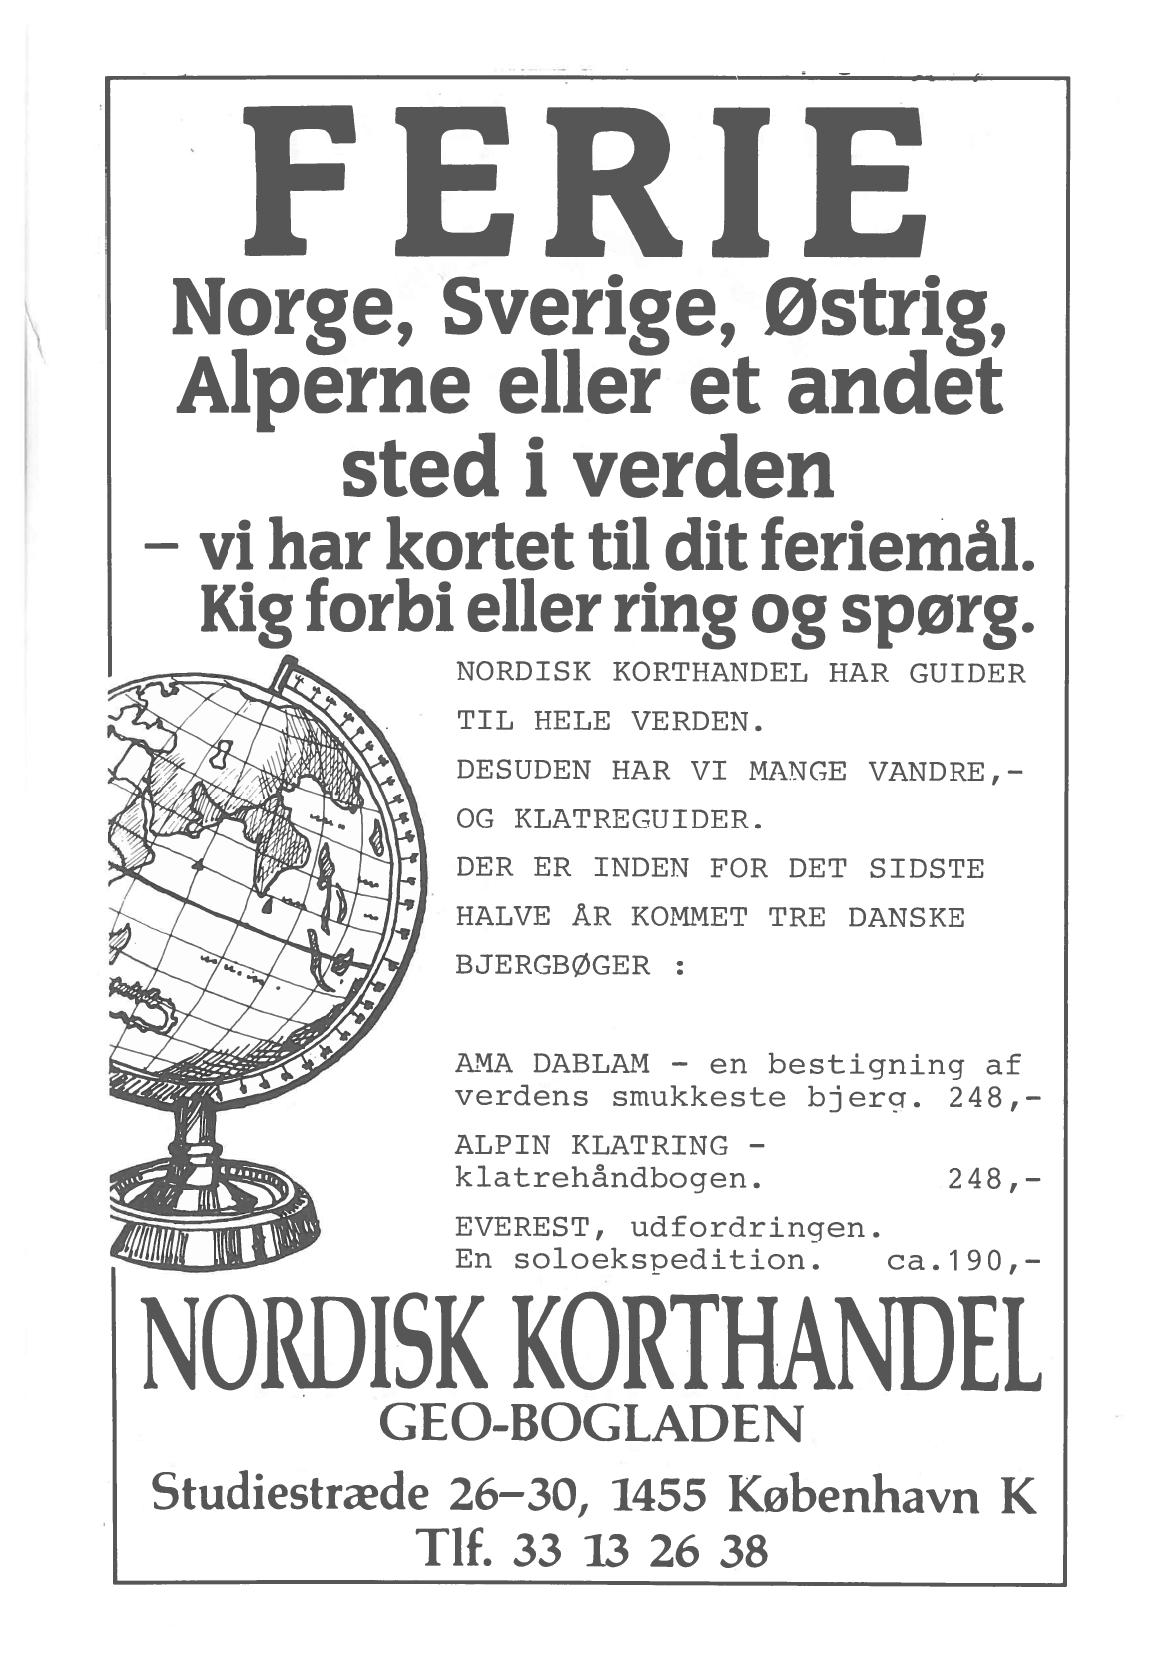 FERIE
Norge, Sverige, Østrig,
Alperne eller et andet
sted i verden
– vi har kortet til dit feriemål.
Kig forbi eller ring og spørg.
NORDISK KORTHANDEL HAR GUIDER
TIL HELE VERDEN.
DESUDEN HAR VI MANGE VANDRE,-
OG KLATREGUIDER.
DER ER INDEN FOR DET SIDSTE
HALVE ÅR KOMMET TRE DANSKE
BJERGBØGER :
AMA DABLAM - en bestigning af
verdens smukkeste bjerg. 248,-
ALPIN KLATRING -
klatrehåndbogen. 248,-
EVEREST, udfordringen.
En soloekspedition. ca.190,-
NORDISK KORTHANDEL
GEO-BOGLADEN
Studiestræde 26–30, 1455 København K
Tlf. 33 13 26 38